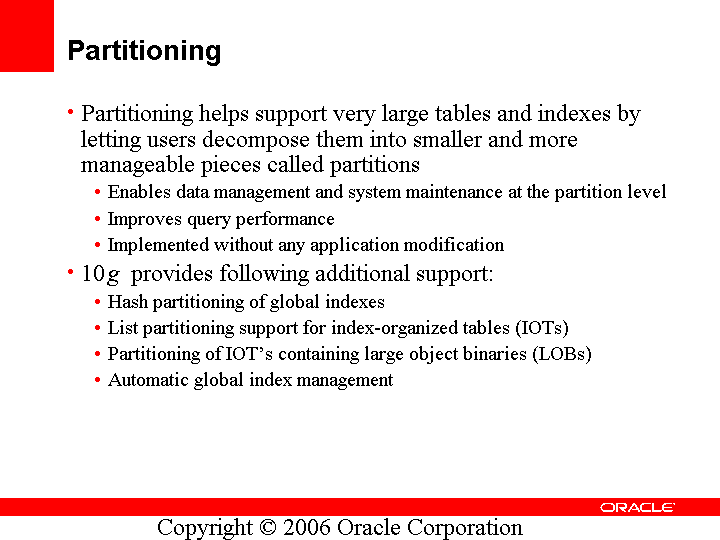 Partitioning
• Partitioning helps support very large tables and indexes by
letting users decompose them into smaller and more
manageable pieces called partitions
• Enables data management and system maintenance at the partition level
• Improves query performance
• Implemented without any application modification
• 10g provides following additional support:
• Hash partitioning of global indexes
• List partitioning support for index-organized tables (IOTs)
• Partitioning of IOT’s containing large object binaries (LOBs)
• Automatic global index management
ORACLE
Copyright © 2006 Oracle Corporation